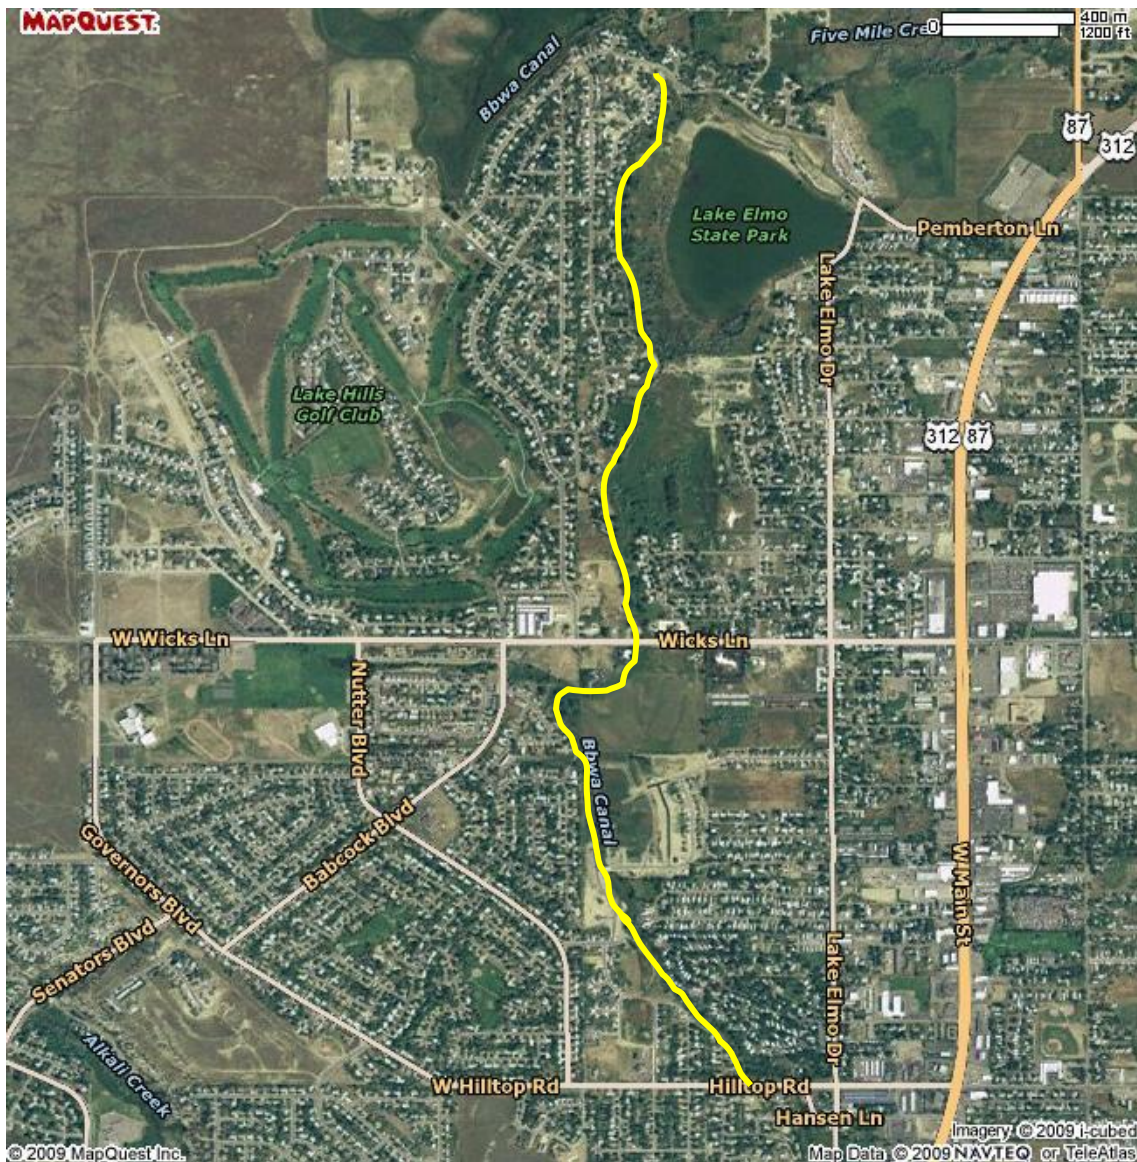 MAPQUEST.
Five Mile Cre
0
400 m
1200 ft
Bbwa Canal
87
312
Lake Elmo
State Park
Pemberton Ln
Lake Elmo Dr
Lake Hills
Golf Club
312
87
W Wicks Ln
Wicks Ln
Nutter Blvd
Bbwa Canal
Babcock Blvd
Governors Blvd
W Main St
Senators Blvd
Lake Elmo Dr
Alkali Creek
W Hilltop Rd
Hilltop Rd
Hansen Ln
Imagery © 2009 i-cubed
© 2009 MapQuest Inc.
Map Data © 2009 NAVTEQ or TeleAtlas